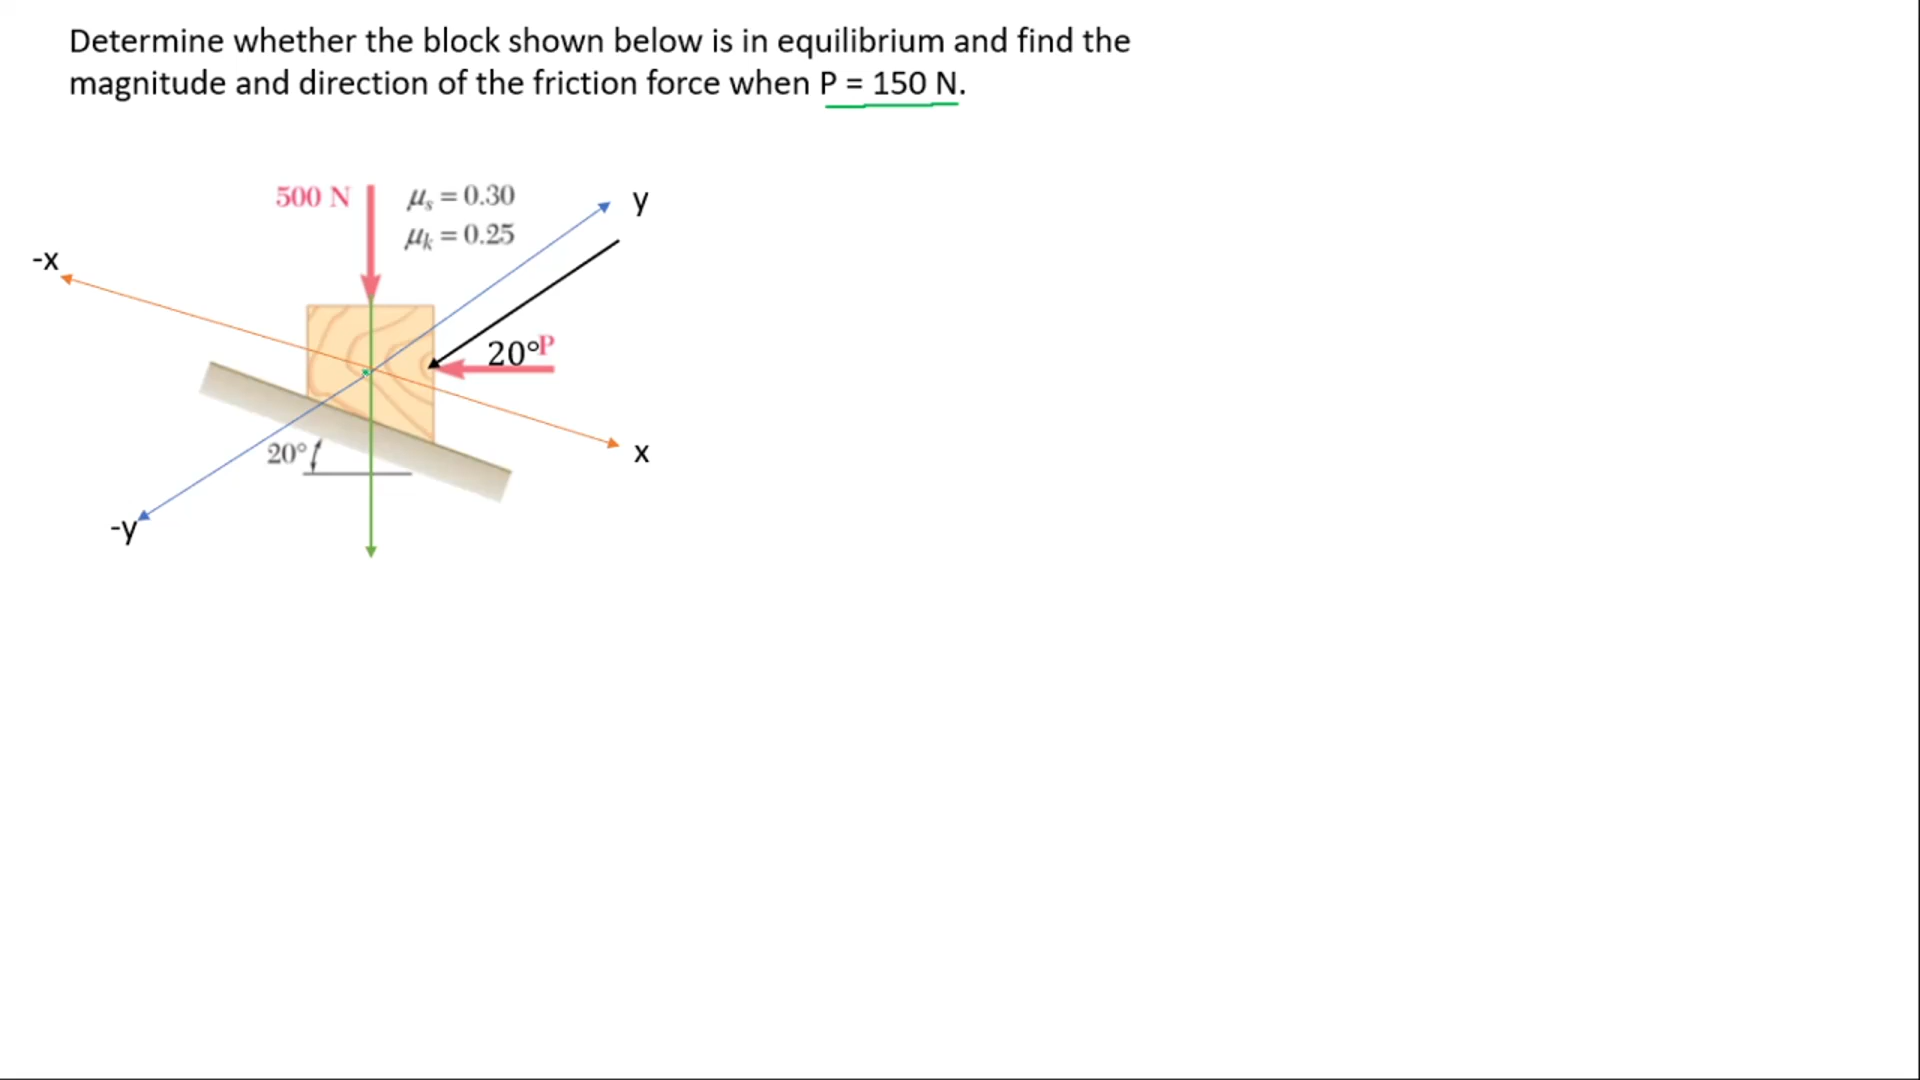 Determine whether the block shown below is in equilibrium and find the
magnitude and direction of the friction force when P = 150 N.
500 N
μs = 0.30
μk = 0.25
y
-x
20°
P
x
20°
-y